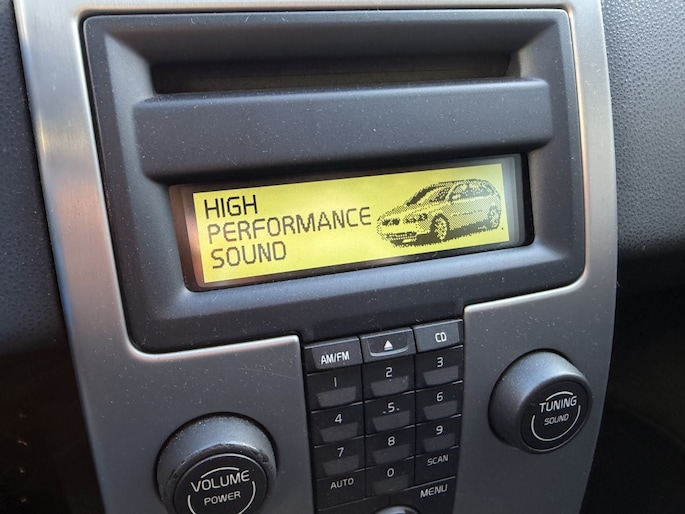 HIGH
PERFORMANCE
SOUND
AM/FM
CD
1
2
3
4
5
6
7
8
9
AUTO
0
SCAN
MENU
VOLUME
POWER
TUNING
SOUND